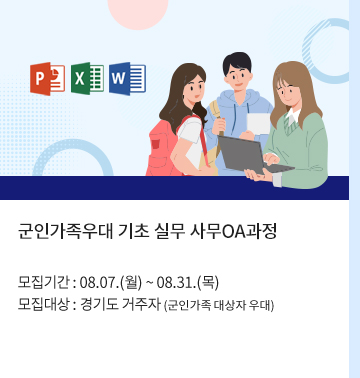 P X W
군인가족우대 기초 실무 사무OA과정
모집기간 : 08.07.(월) ~ 08.31.(목)
모집대상 : 경기도 거주자 (군인가족 대상자 우대)